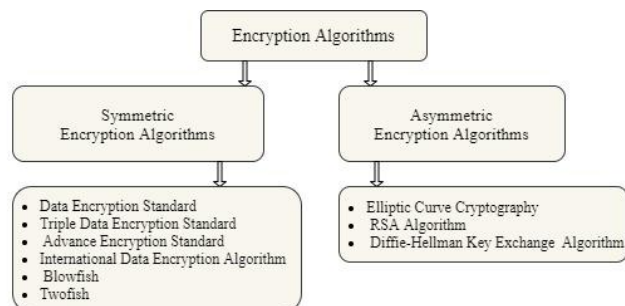 Encryption Algorithms
Symmetric
Encryption Algorithms
Asymmetric
Encryption Algorithms
• Data Encryption Standard
• Triple Data Encryption Standard
• Advance Encryption Standard
• International Data Encryption Algorithm
• Blowfish
• Twofish
• Elliptic Curve Cryptography
• RSA Algorithm
• Diffie-Hellman Key Exchange Algorithm